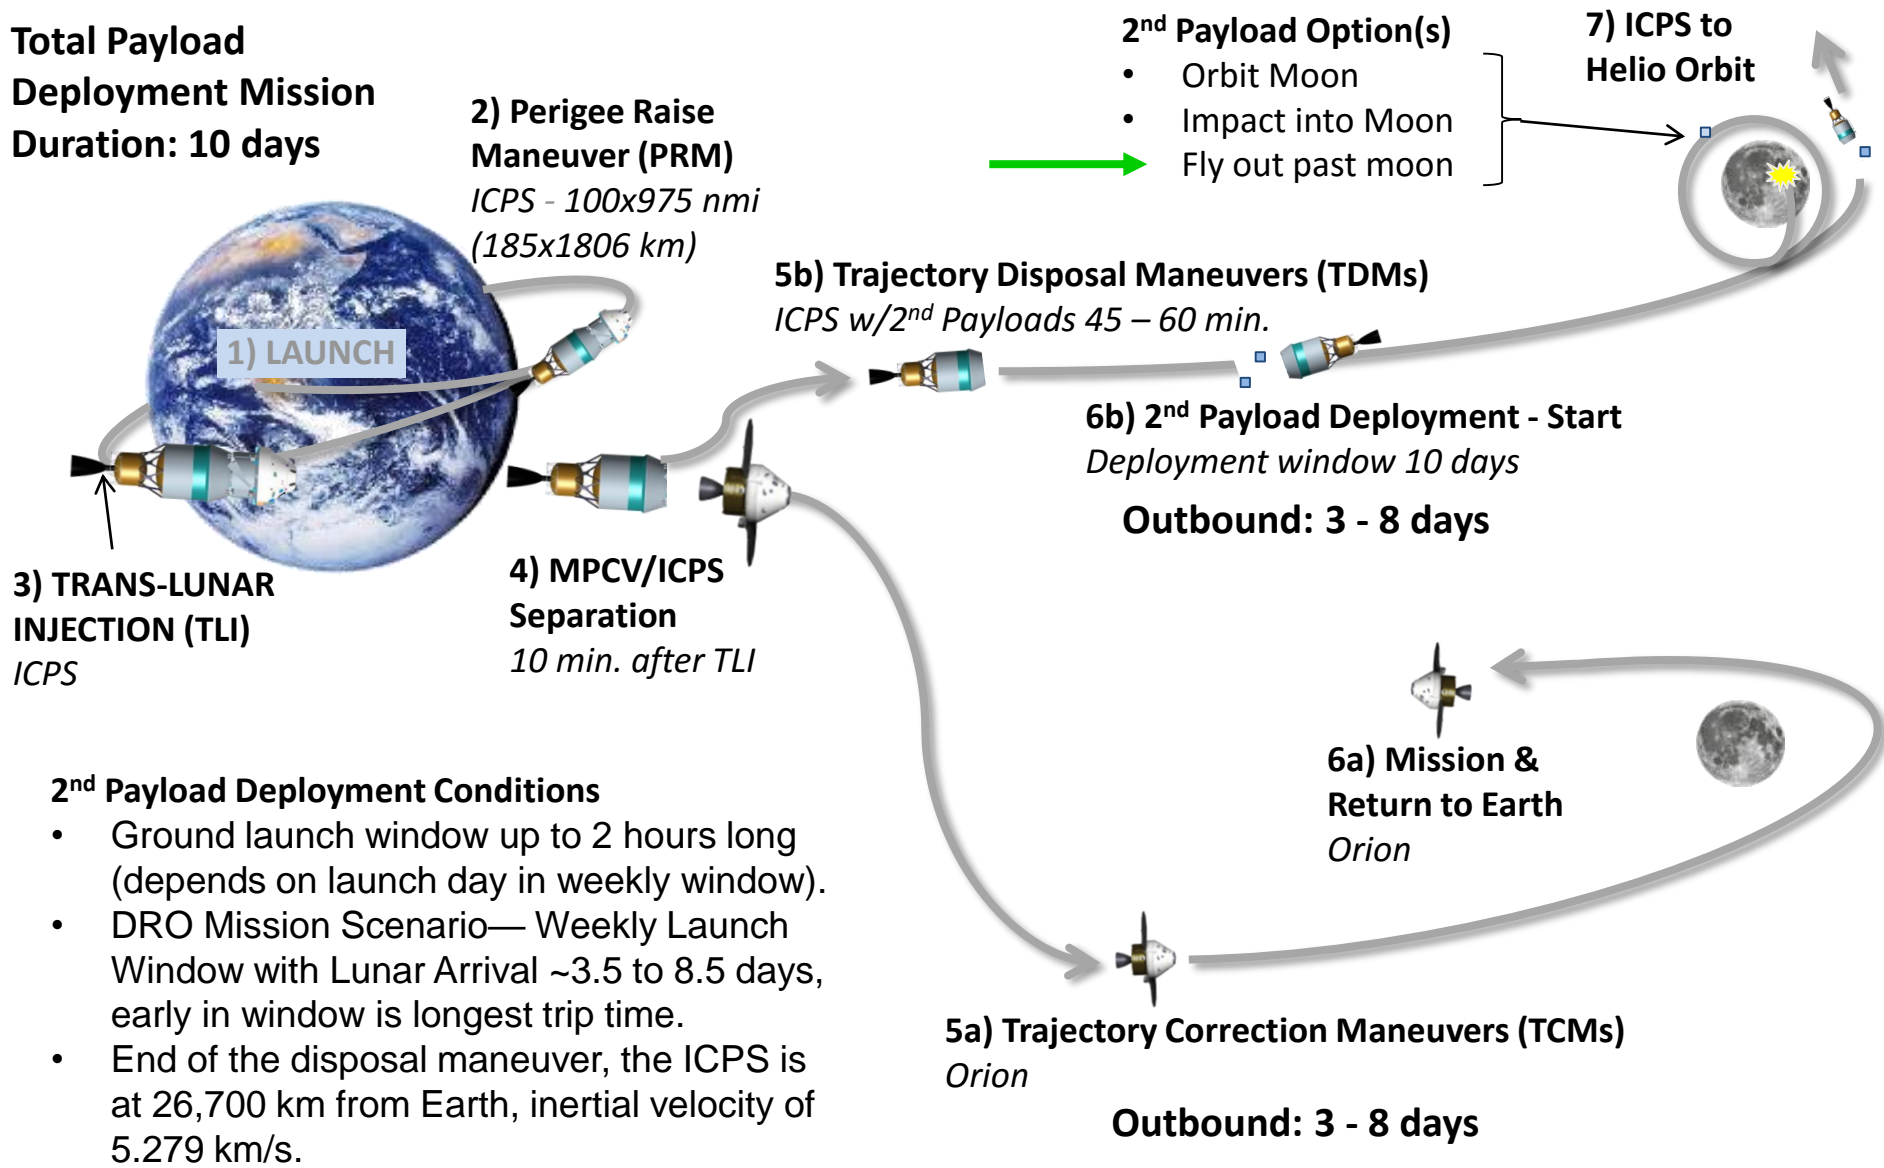 Total Payload
Deployment Mission
Duration: 10 days
2) Perigee Raise
Maneuver (PRM)
ICPS - 100x975 nmi
(185x1806 km)
2nd Payload Option(s)
• Orbit Moon
• Impact into Moon
• Fly out past moon
7) ICPS to
Helio Orbit
1) LAUNCH
5b) Trajectory Disposal Maneuvers (TDMs)
ICPS w/2nd Payloads 45 – 60 min.
6b) 2nd Payload Deployment - Start
Deployment window 10 days
Outbound: 3 - 8 days
3) TRANS-LUNAR
INJECTION (TLI)
ICPS
4) MPCV/ICPS
Separation
10 min. after TLI
6a) Mission &
Return to Earth
Orion
2nd Payload Deployment Conditions
• Ground launch window up to 2 hours long
(depends on launch day in weekly window).
• DRO Mission Scenario— Weekly Launch
Window with Lunar Arrival ~3.5 to 8.5 days,
early in window is longest trip time.
• End of the disposal maneuver, the ICPS is
at 26,700 km from Earth, inertial velocity of
5.279 km/s.
5a) Trajectory Correction Maneuvers (TCMs)
Orion
Outbound: 3 - 8 days